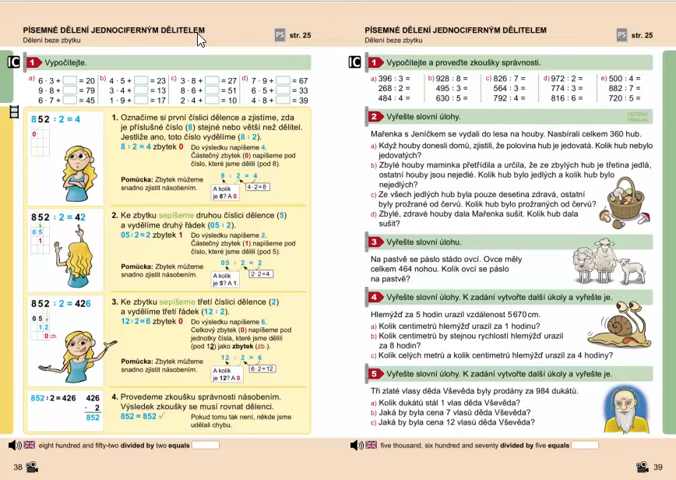 PÍSEMNÉ DĚLENÍ JEDNOCIFERNÝM DĚLITELEM
Dělení beze zbytku
PS str. 25
1 Vypočítejte.
a) 6 · 3 + = 20 b) 4 · 5 + = 23 c) 3 · 8 + = 27 d) 7 · 9 + = 67
9 · 8 + = 79 3 · 4 + = 13 8 · 6 + = 51 6 · 5 + = 33
6 · 7 + = 45 1 · 9 + = 17 2 · 4 + = 10 4 · 8 + = 39
852 : 2 = 4
0
1. Označíme si první číslici dělence a zjistíme, zda
je příslušné číslo (8) stejné nebo větší než dělitel.
Jestliže ano, toto číslo vydělíme (8 : 2).
8 : 2 = 4 zbytek 0 Do výsledku napíšeme 4.
Částečný zbytek (0) napíšeme pod
číslo, které jsme dělili (pod 8).
8 : 2 = 4
Pomůcka: Zbytek můžeme
snadno zjistit násobením.
A kolik
je 8? A 0.
4 · 2 = 8
852 : 2 = 42
05
1
2. Ke zbytku sepíšeme druhou číslici dělence (5)
a vydělíme druhý řádek (05 : 2).
05 : 2 = 2 zbytek 1 Do výsledku napíšeme 2.
Částečný zbytek (1) napíšeme pod
číslo, které jsme dělili (pod 5).
05 : 2 = 2
Pomůcka: Zbytek můžeme
snadno zjistit násobením.
A kolik
je 5? A 1
2 · 2 = 4
852 : 2 = 426
05
12
0 zb.
3. Ke zbytku sepíšeme třetí číslici dělence (2)
a vydělíme třetí řádek (12 : 2).
12 : 2 = 6 zbytek 0 Do výsledku napíšeme 6.
Celkový zbytek (0) napíšeme pod
jednotky čísla, které jsme dělili
(pod 12) jako zbytek (zb.).
12 : 2 = 6
Pomůcka: Zbytek můžeme
snadno zjistit násobením.
A kolik
je 12? A 0.
6 · 2 = 12
852 : 2 = 426 426
· 2
852
4. Provedeme zkoušku správnosti násobením.
Výsledek zkoušky se musí rovnat dělenci.
852 = 852 ✓ Pokud tomu tak není, někde jsme
udělali chybu.
eight hundred and fifty-two divided by two equals
38
PÍSEMNÉ DĚLENÍ JEDNOCIFERNÝM DĚLITELEM
Dělení beze zbytku
PS str. 25
1 Vypočítejte a proveďte zkoušky správnosti.
a) 396 : 3 = b) 928 : 8 = c) 826 : 7 = d) 972 : 2 = e) 500 : 4 =
268 : 2 = 495 : 3 = 564 : 3 = 774 : 3 = 882 : 7 =
484 : 4 = 630 : 5 = 792 : 4 = 816 : 6 = 720 : 5 =
2 Vyřešte slovní úlohy.
Mařenka s Jeníčkem se vydali do lesa na houby. Nasbírali celkem 360 hub.
a) Když houby donesli domů, zjistili, že polovina hub je jedovatá. Kolik hub nebylo
jedovatých?
b) Zbylé houby maminka přetřídila a určila, že ze zbylých hub je třetina jedlá,
ostatní houby jsou nejedlé. Kolik hub bylo jedlých a kolik hub bylo
nejedlých?
c) Ze všech jedlých hub byla pouze desetina zdravá, ostatní
byly prožrané od červů. Kolik hub bylo prožraných od červů?
d) Zbylé, zdravé houby dala Mařenka sušit. Kolik hub dala
sušit?
3 Vyřešte slovní úlohu.
Na pastvě se páslo stádo ovcí. Ovce měly
celkem 464 nohou. Kolik ovcí se páslo
na pastvě?
4 Vyřešte slovní úlohy. K zadání vytvořte další úkoly a vyřešte je.
Hlemýžď za 5 hodin urazil vzdálenost 5 670 cm.
a) Kolik centimetrů hlemýžď urazil za 1 hodinu?
b) Kolik centimetrů by stejnou rychlostí hlemýžď urazil
za 8 hodin?
c) Kolik celých metrů a kolik centimetrů hlemýžď urazil za 4 hodiny?
5 Vyřešte slovní úlohy. K zadání vytvořte další úkoly a vyřešte je.
Tři zlaté vlasy děda Vševěda byly prodány za 984 dukátů.
a) Kolik dukátů stál 1 vlas děda Vševěda?
b) Jaká by byla cena 7 vlasů děda Vševěda?
c) Jaká by byla cena 12 vlasů děda Vševěda?
five thousand, six hundred and seventy divided by five equals
39